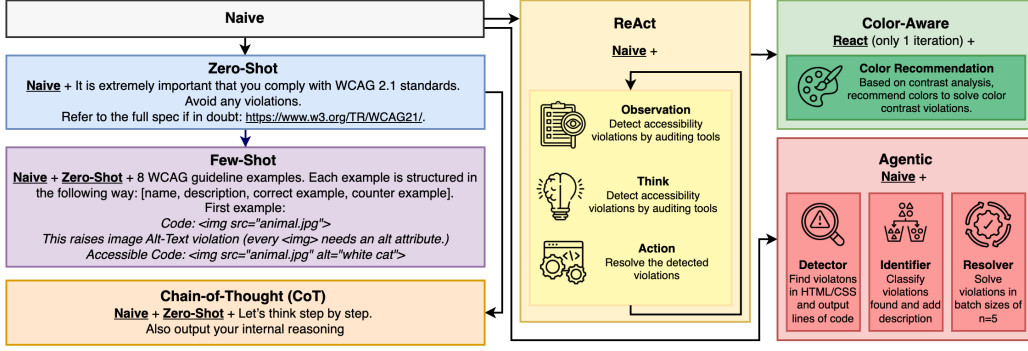 Naive
Zero-Shot
Naive + It is extremely important that you comply with WCAG 2.1 standards.
Avoid any violations.
Refer to the full spec if in doubt: https://www.w3.org/TR/WCAG21/.
Few-Shot
Naive + Zero-Shot + 8 WCAG guideline examples. Each example is structured in
the following way: [name, description, correct example, counter example].
First example:
Code: <img src="animal.jpg">
This raises image Alt-Text violation (every <img> needs an alt attribute.)
Accessible Code: <img src="animal.jpg" alt="white cat">
Chain-of-Thought (CoT)
Naive + Zero-Shot + Let's think step by step.
Also output your internal reasoning
ReAct
Naive +
Observation
Detect accessibility
violations by auditing tools
Think
Detect accessibility
violations by auditing tools
Action
Resolve the detected
violations
Color-Aware
React (only 1 iteration) +
Color Recommendation
Based on contrast analysis,
recommend colors to solve color
contrast violations.
Agentic
Naive +
Detector
Find violatons
in HTML/CSS
and output
lines of code
Identifier
Classify
violations
found and add
description
Resolver
Solve
violations in
batch sizes of
n=5